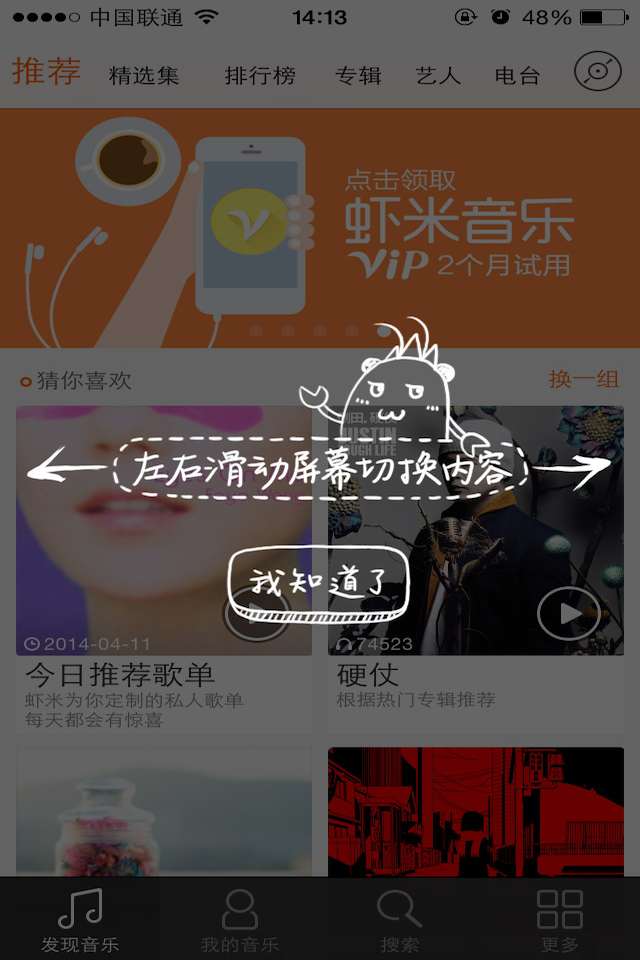 中国联通
14:13
48%
推荐
精选集
排行榜
专辑
艺人
电台
点击领取
虾米音乐
ViP 2个月试用
猜你喜欢
换一组
左右滑动屏幕切换内容
JUSTIN
我知道了
2014-04-11
74523
今日推荐歌单
虾米为你定制的私人歌单
每天都会有惊喜
硬仗
根据热门专辑推荐
发现音乐
我的音乐
搜索
更多